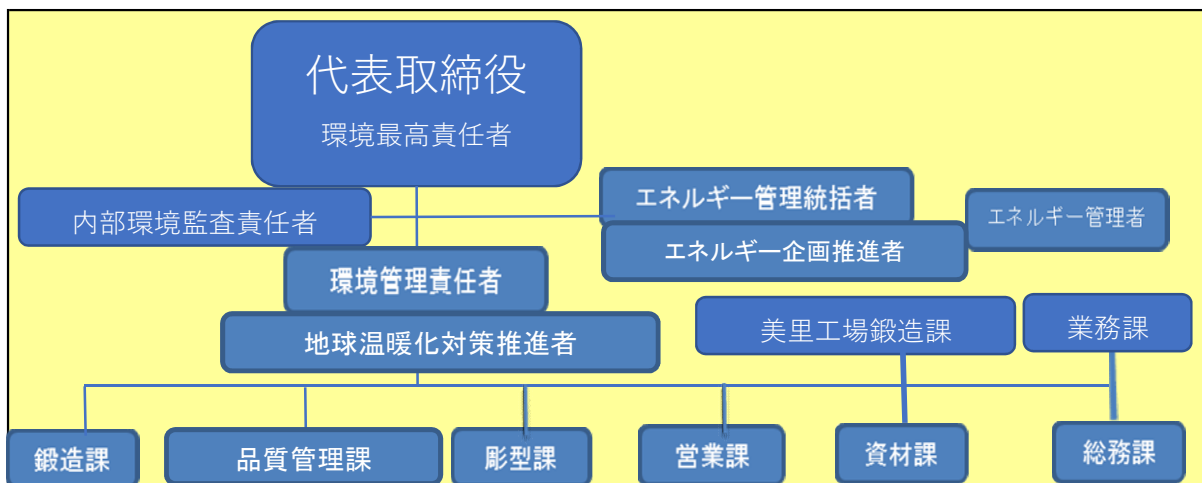 代表取締役
環境最高責任者
エネルギー管理統括者
内部環境監査責任者
エネルギー管理者
エネルギー企画推進者
環境管理責任者
地球温暖化対策推進者
美里工場鍛造課
業務課
鍛造課
品質管理課
彫型課
営業課
資材課
総務課